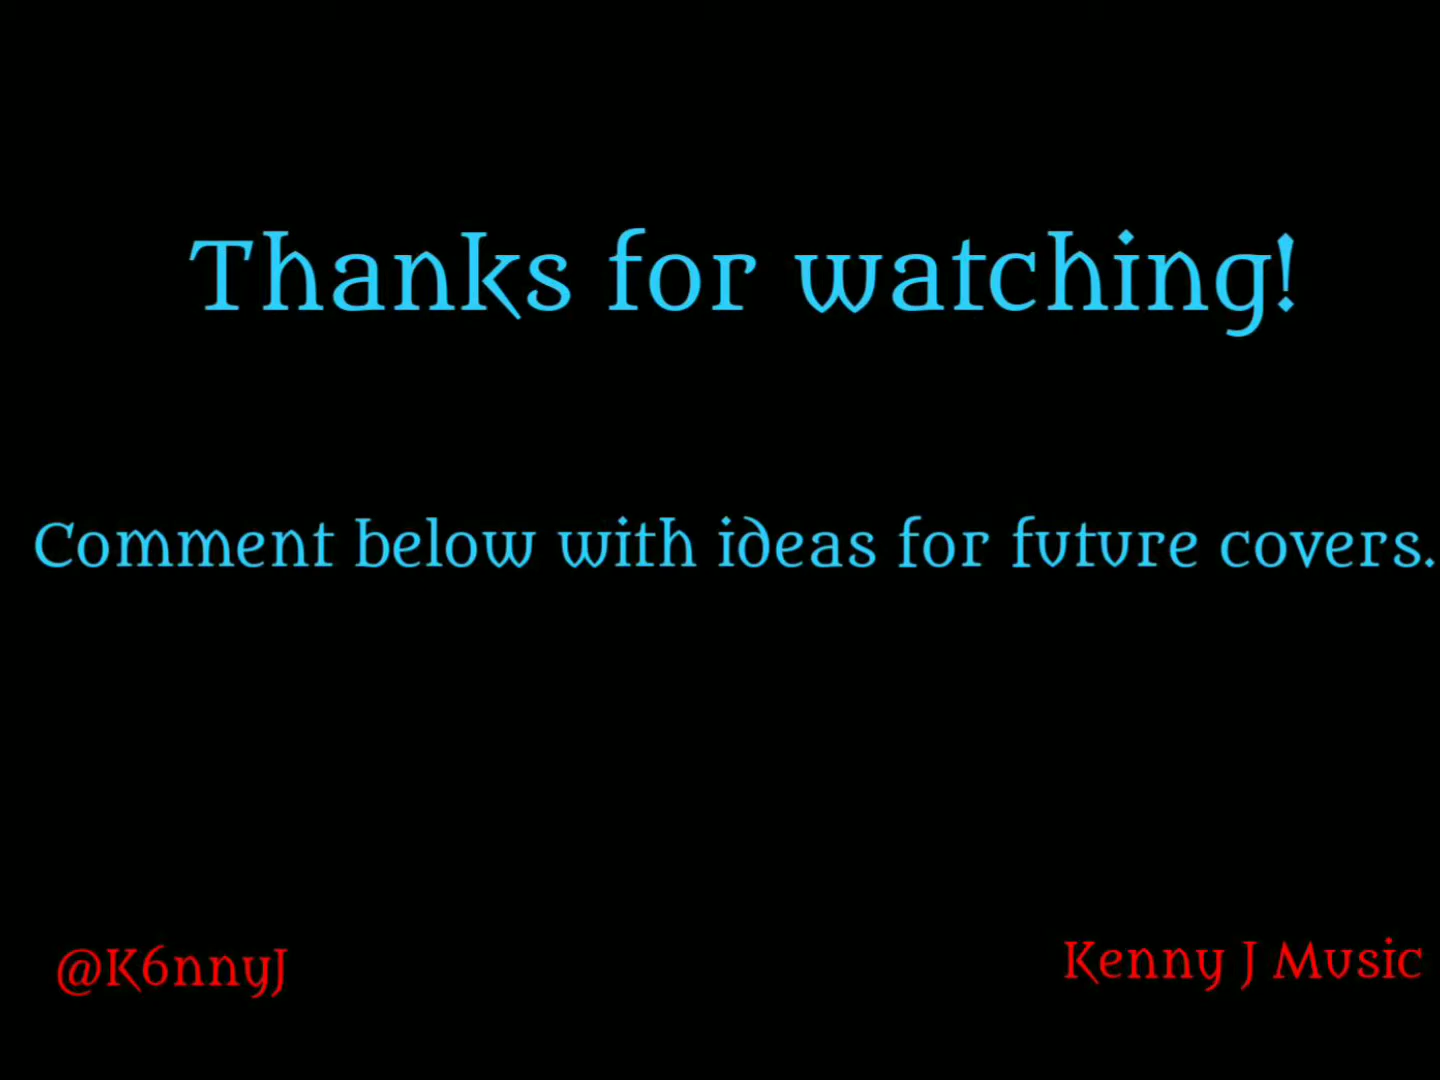 Thanks for watching!
Comment below with ideas for future covers.
@K6nnyJ
Kenny J Music